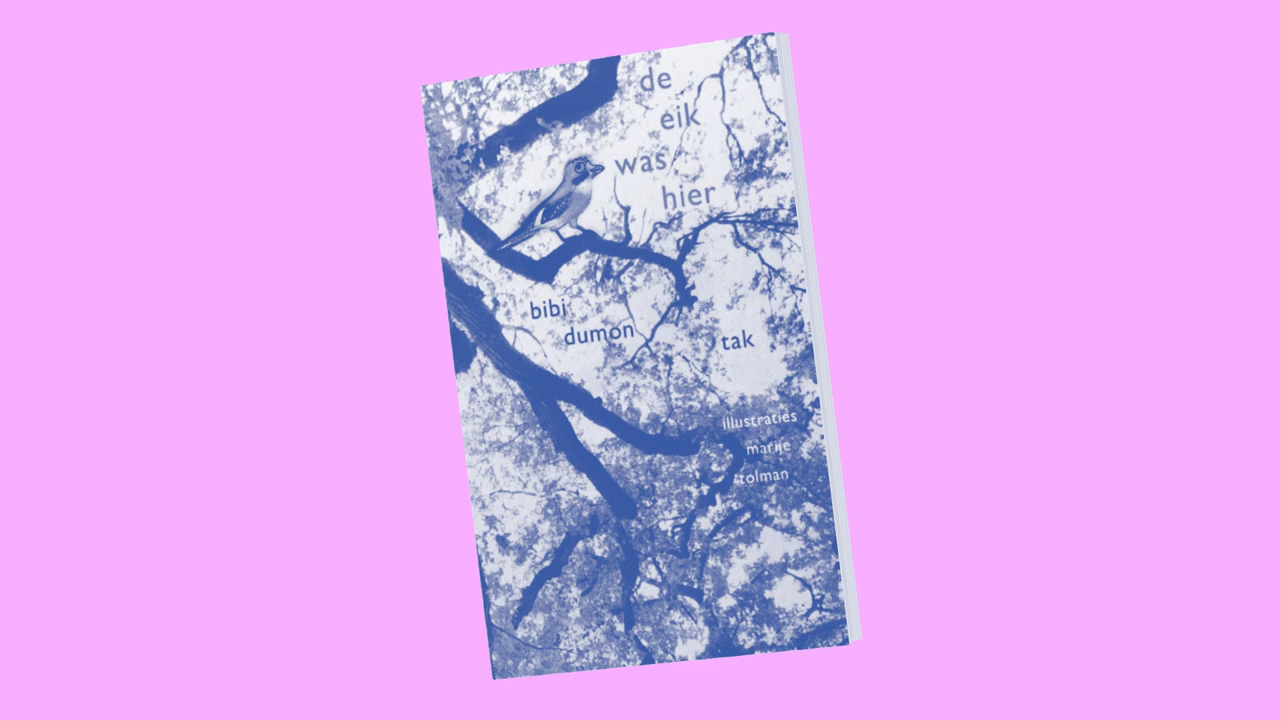 de
eik
was
hier
bibi
dumon tak
illustraties
marije
tolman